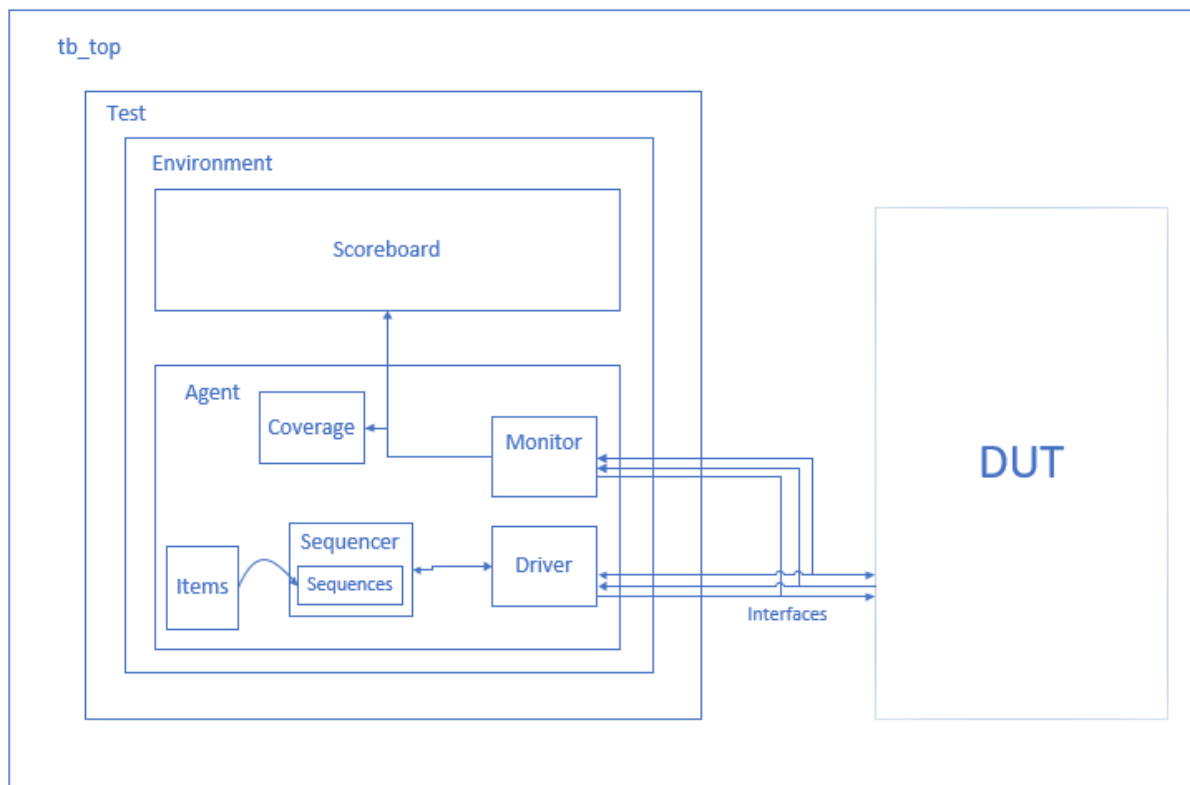 tb_top
Test
Environment
Scoreboard
Agent
Coverage
Monitor
DUT
Sequencer
Driver
Items
Sequences
Interfaces